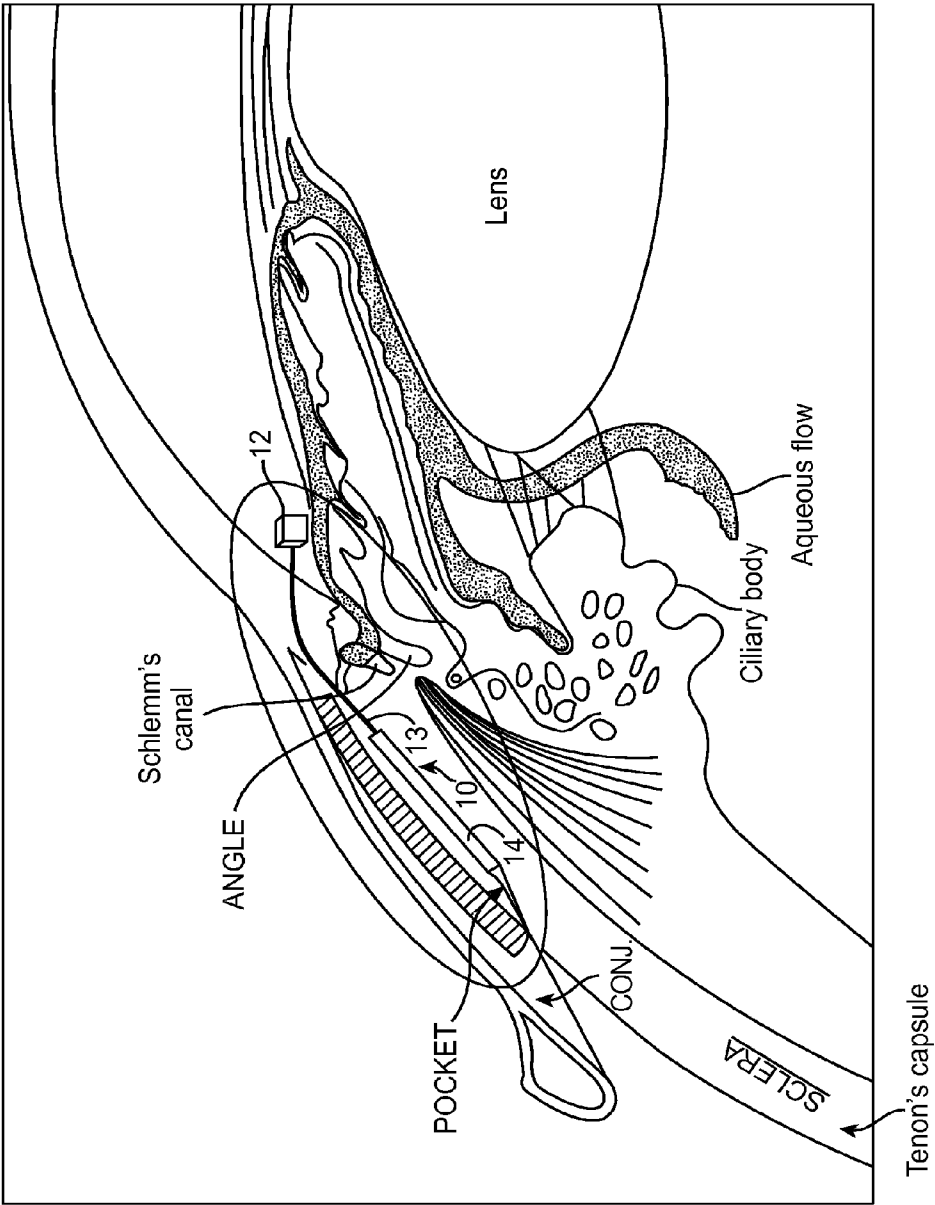 Schlemm's
canal
12
ANGLE
13
10
14
POCKET
CONJ.
SCLERA
Tenon's capsule
Lens
Aqueous flow
Ciliary body